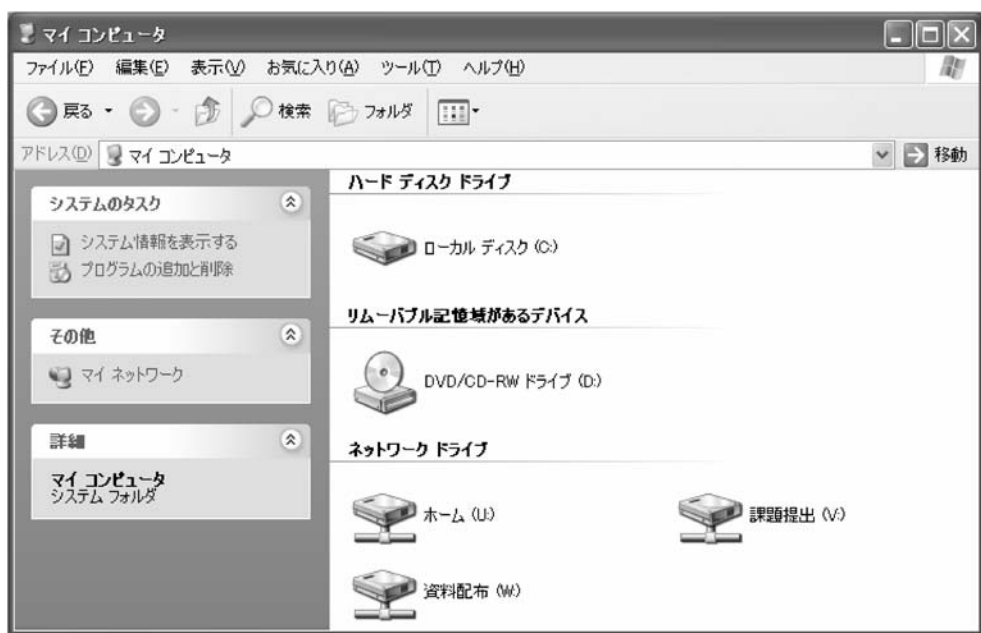 マイ コンピュータ
ファイル(F) 編集(E) 表示(V) お気に入り(A) ツール(T) ヘルプ(H)
戻る 検索 フォルダ
アドレス(D) マイ コンピュータ 移動
システムのタスク
システム情報を表示する
プログラムの追加と削除
その他
マイ ネットワーク
詳細
マイ コンピュータ
システム フォルダ
ハード ディスク ドライブ
ローカル ディスク (C:)
リムーバブル記憶域があるデバイス
DVD/CD-RW ドライブ (D:)
ネットワーク ドライブ
ホーム (U:) 課題提出 (V:)
資料配布 (W:)